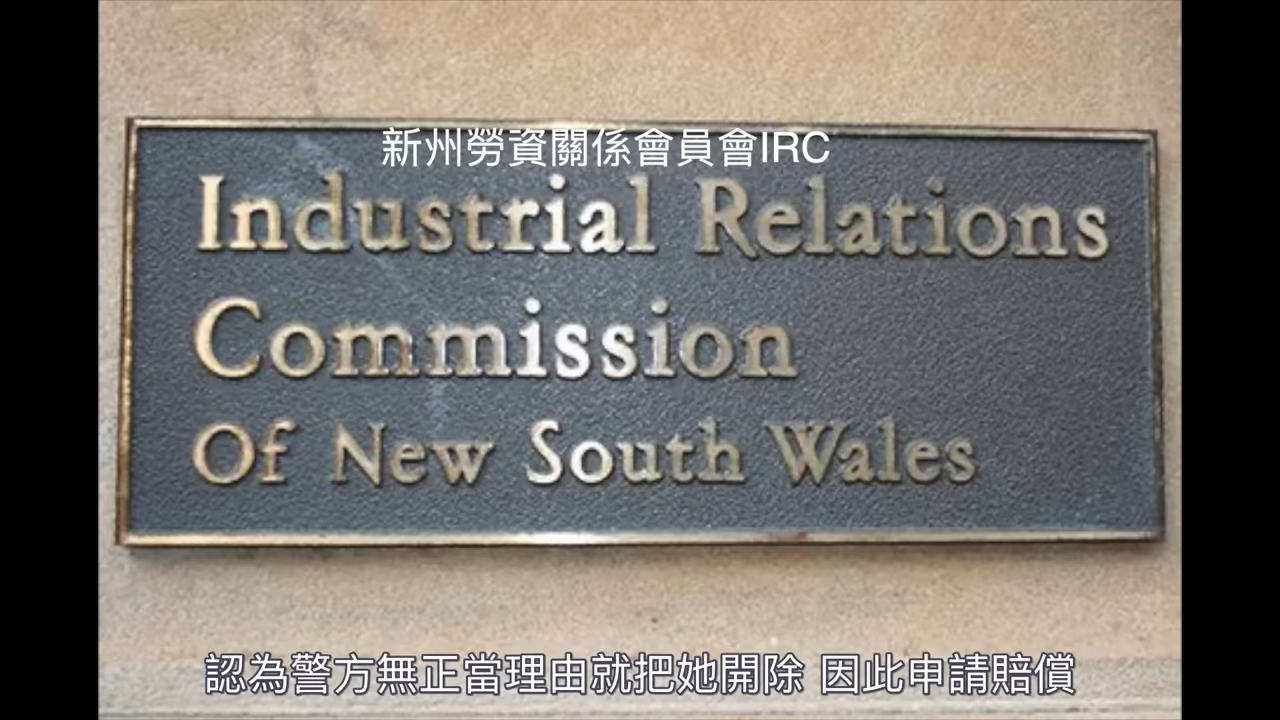 新州勞資關係會員會IRC
Industrial Relations
Commission
Of New South Wales
認為警方無正當理由就把她開除 因此申請賠償